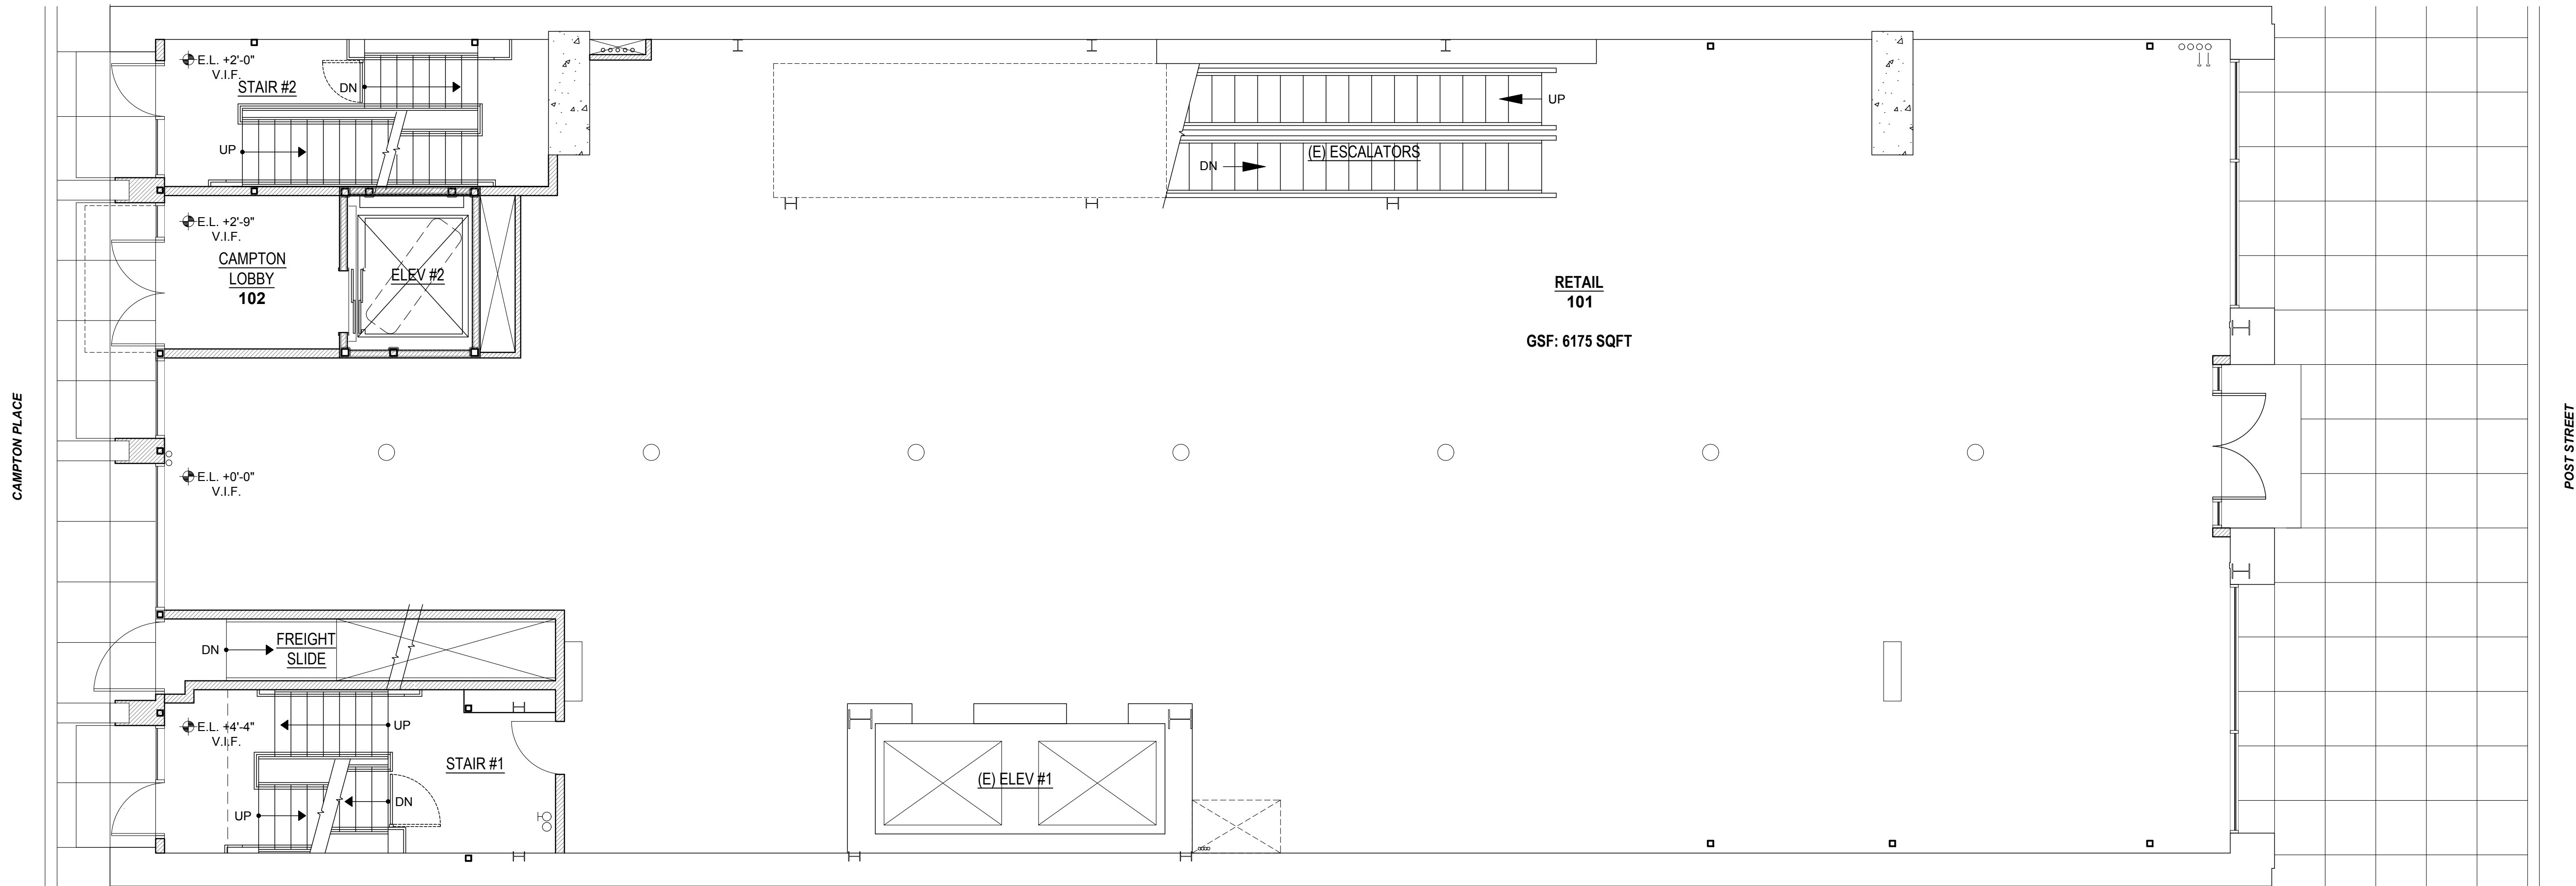 CAMPTON PLACE
E.L. +2'-0"
V.I.F.
STAIR #2
DN
UP
E.L. +2'-9"
V.I.F.
CAMPTON
LOBBY
102
ELEV #2
E.L. +0'-0"
V.I.F.
DN
FREIGHT
SLIDE
E.L. +4'-4"
V.I.F.
UP
STAIR #1
DN
UP
UP
(E) ESCALATORS
DN
RETAIL
101
GSF: 6175 SQFT
(E) ELEV #1
POST STREET